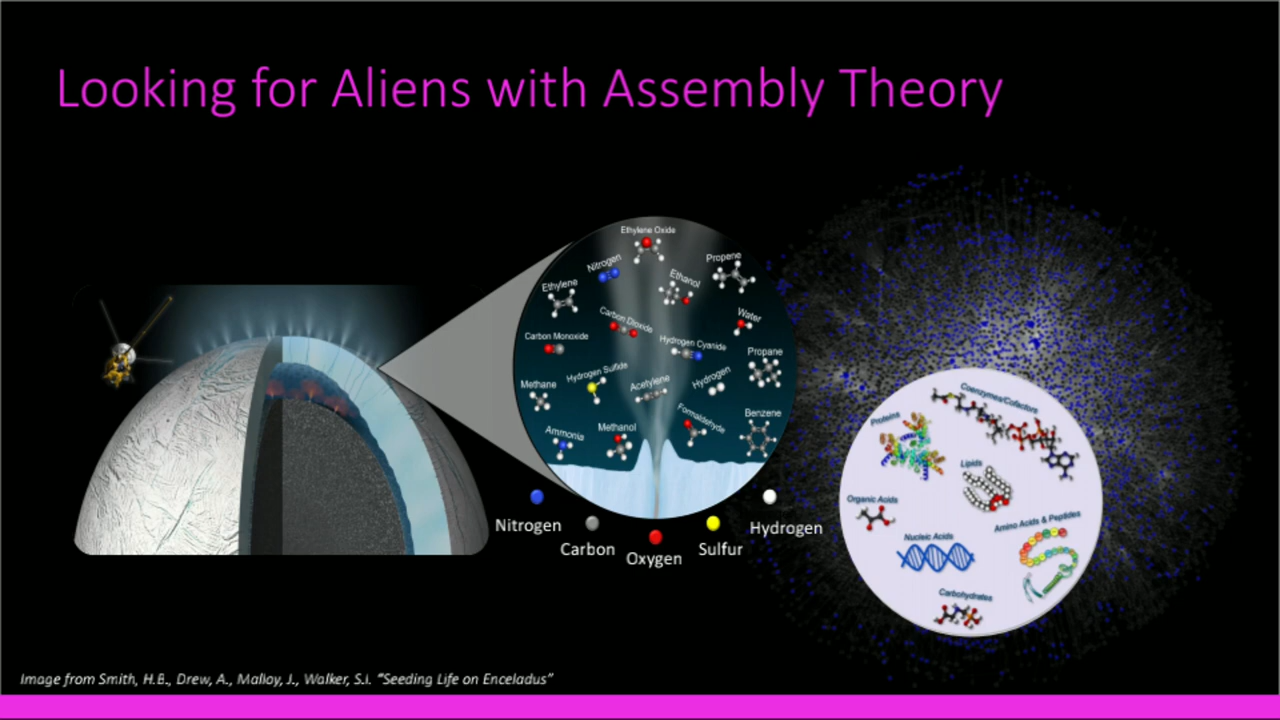 Looking for Aliens with Assembly Theory
Ethylene Oxide
Nitrogen
Propene
Ethylene
Ethanol
Carbon Dioxide
Water
Carbon Monoxide
Hydrogen Cyanide
Propane
Methane
Hydrogen Sulfide
Acetylene
Hydrogen
Formaldehyde
Benzene
Ammonia
Methanol
Nitrogen
Carbon
Oxygen
Sulfur
Hydrogen
Coenzymes/Cofactors
Proteins
Lipids
Organic Acids
Amino Acids & Peptides
Nucleic Acids
Carbohydrates
Image from Smith, H.B., Drew, A., Malloy, J., Walker, S.I. "Seeding Life on Enceladus"